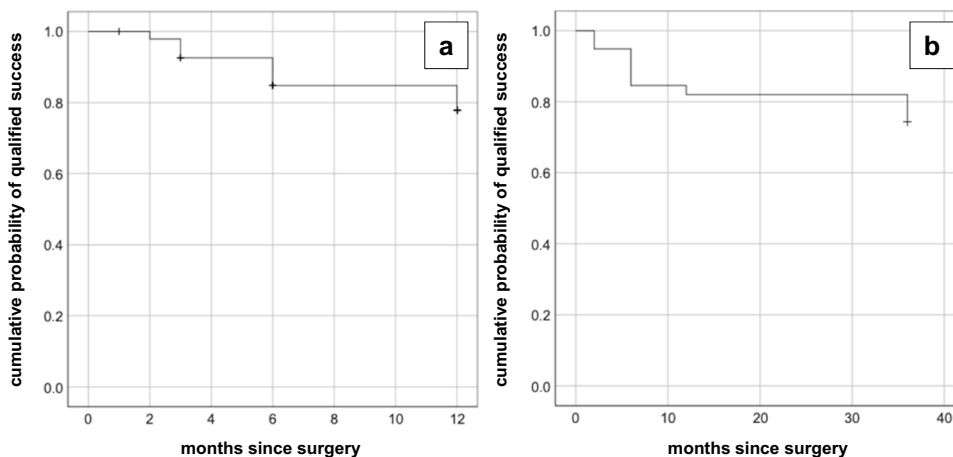 cumulative probability of qualified success
1.0
0.8
0.6
0.4
0.2
0.0
a
0 2 4 6 8 10 12
months since surgery
cumulative probability of qualified success
1.0
0.8
0.6
0.4
0.2
0.0
b
0 10 20 30 40
months since surgery